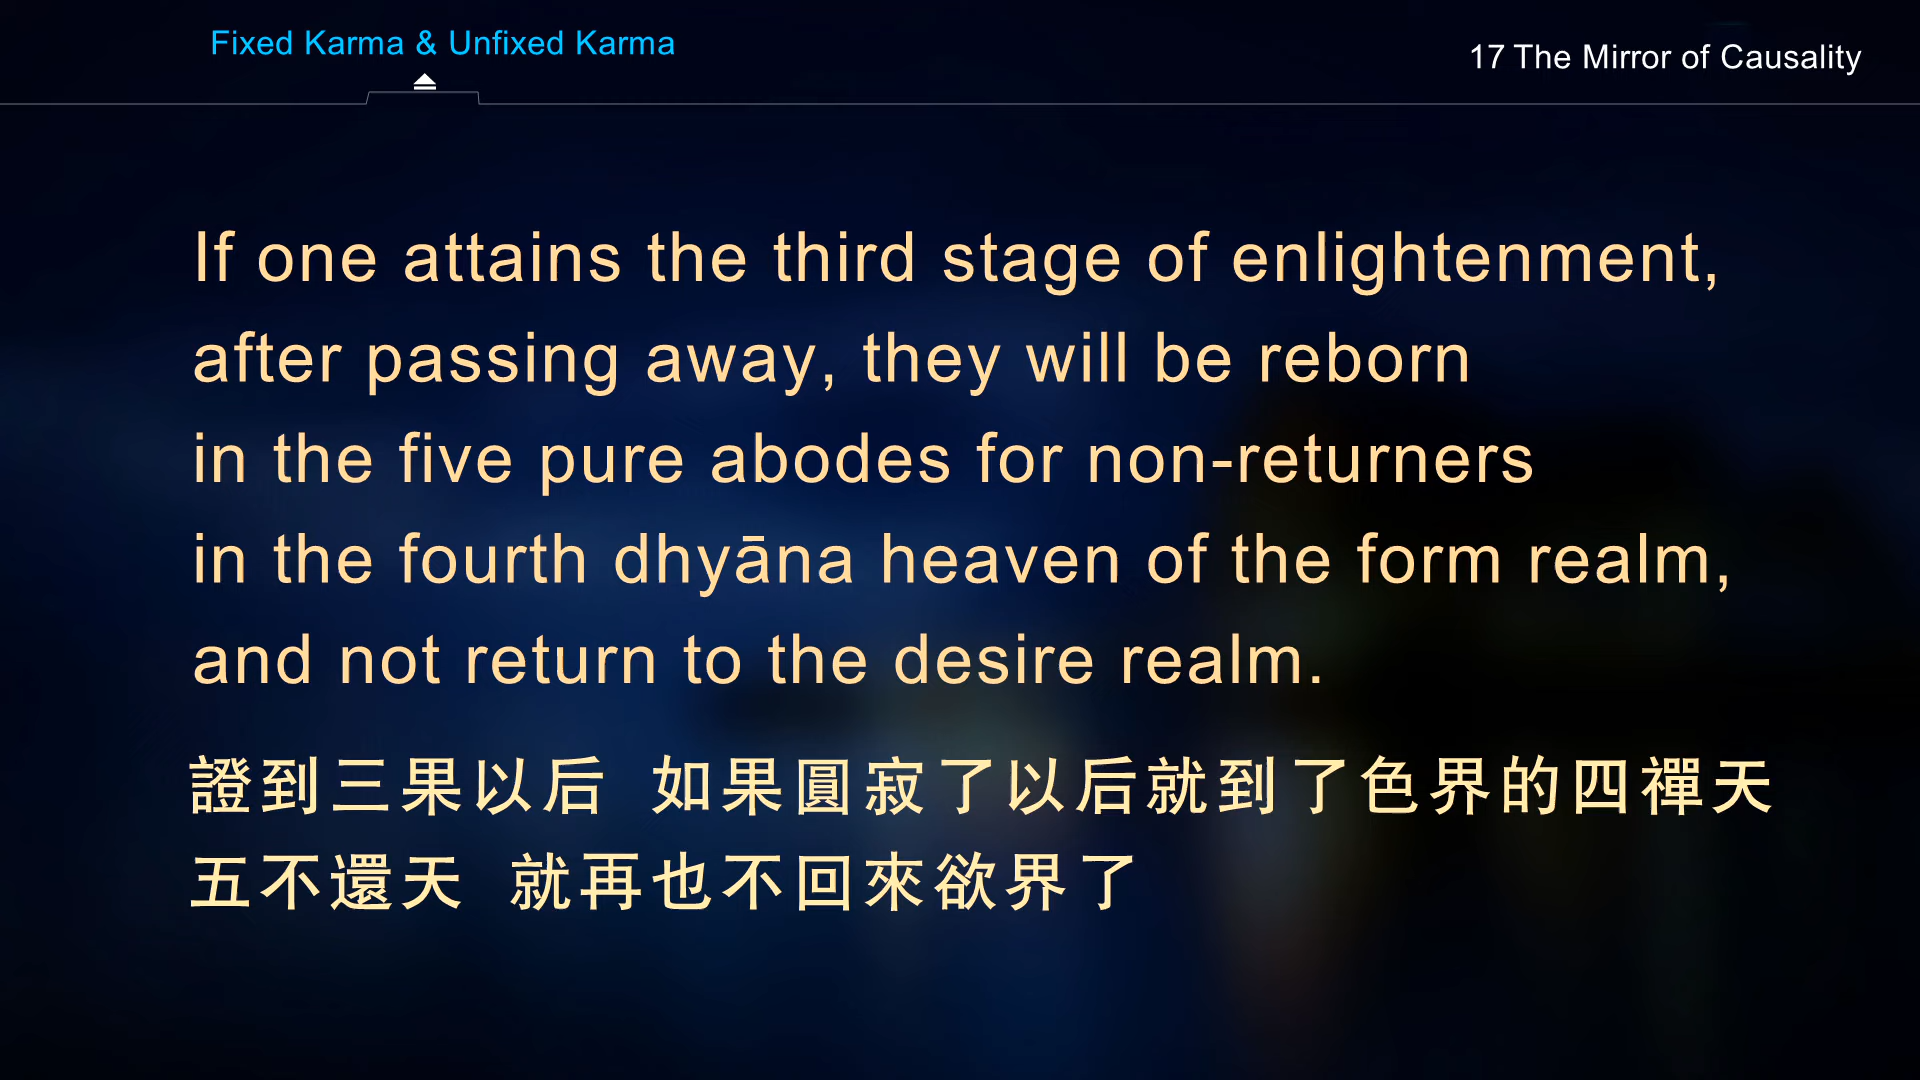 Fixed Karma & Unfixed Karma
17 The Mirror of Causality
If one attains the third stage of enlightenment,
after passing away, they will be reborn
in the five pure abodes for non-returners
in the fourth dhyāna heaven of the form realm,
and not return to the desire realm.
證到三果以后 如果圓寂了以后就到了色界的四禪天
五不還天 就再也不回來欲界了